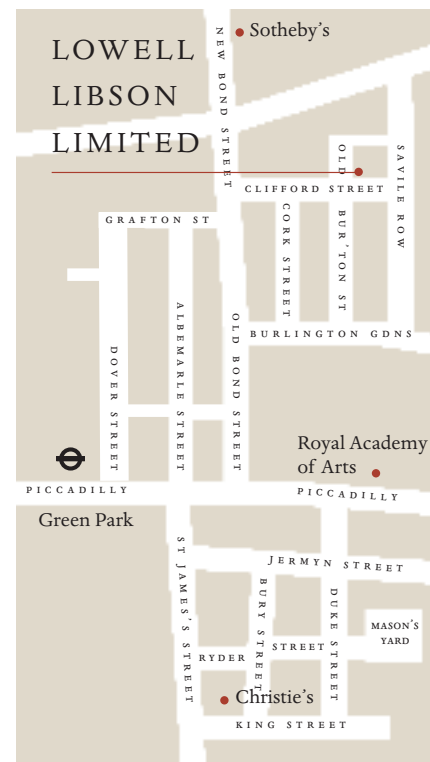 Sotheby's
LOWELL
LIBSON
LIMITED
NEW BOND STREET
OLD BUR'TON ST
SAVILE ROW
CLIFFORD STREET
CORK STREET
GRAFTON ST
ALBEMARLE STREET
OLD BOND STREET
BURLINGTON GDNS
DOVER STREET
Royal Academy
of Arts
PICCADILLY
PICCADILLY
Green Park
ST JAMES'S STREET
JERMYN STREET
BURY STREET
DUKE STREET
MASON'S
YARD
RYDER STREET
Christie's
KING STREET